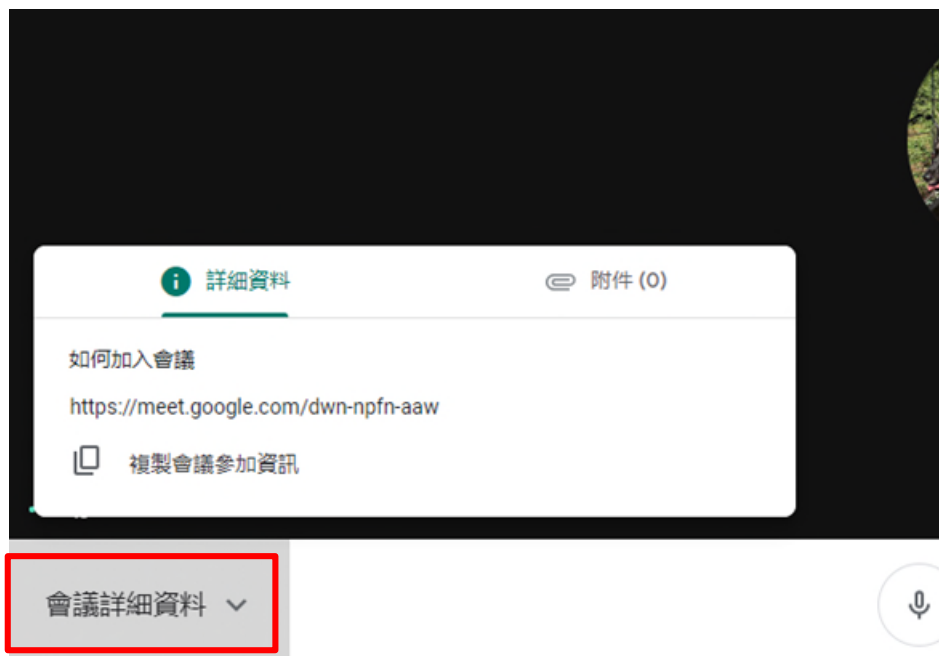 詳細資料
附件 (0)
如何加入會議
https://meet.google.com/dwn-npfn-aaw
複製會議參加資訊
會議詳細資料